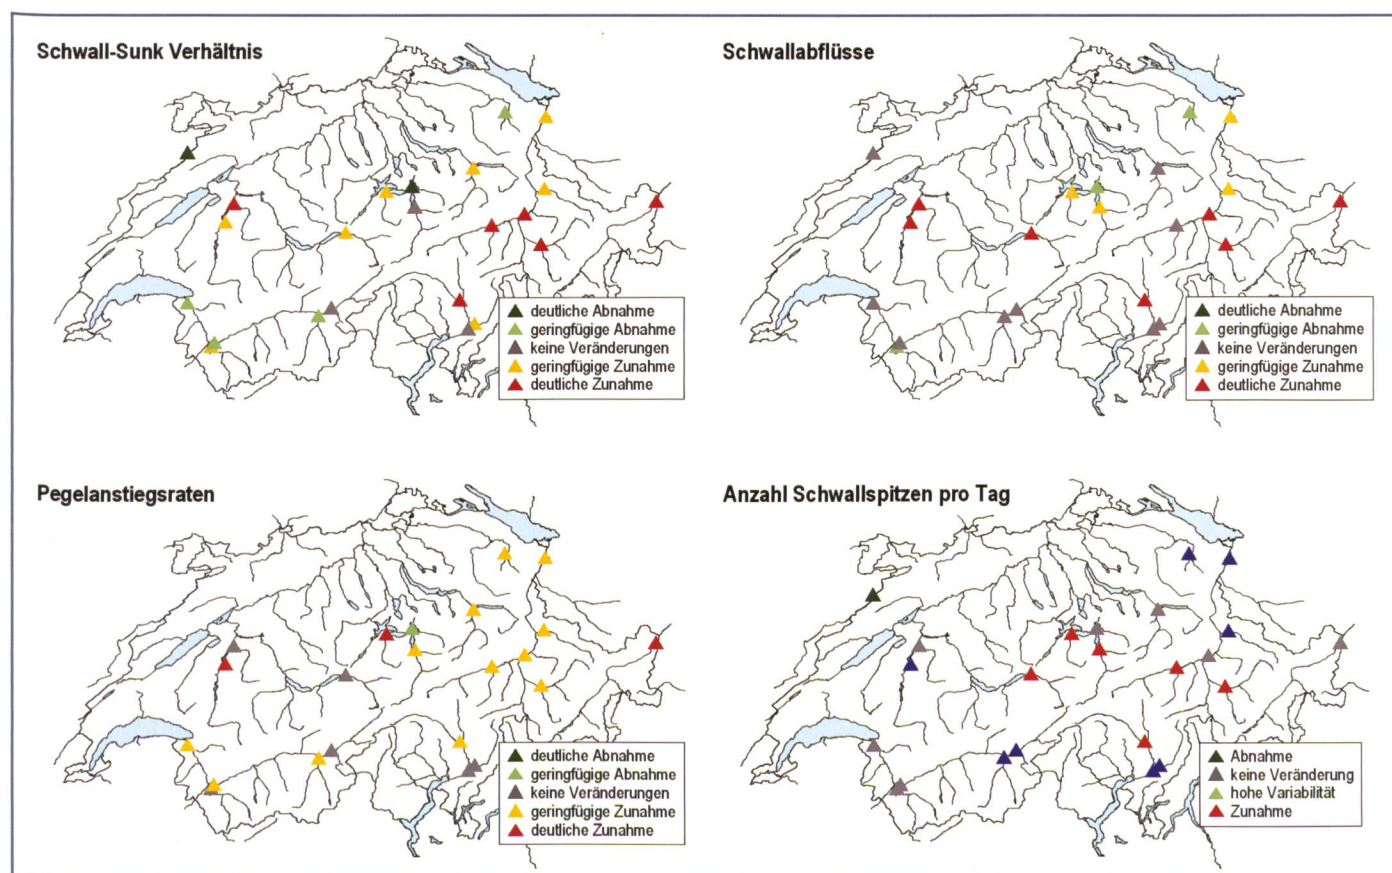 Schwall-Sunk Verhältnis
deutliche Abnahme
geringfügige Abnahme
keine Veränderungen
geringfügige Zunahme
deutliche Zunahme
Schwallabflüsse
deutliche Abnahme
geringfügige Abnahme
keine Veränderungen
geringfügige Zunahme
deutliche Zunahme
Pegelanstiegsraten
deutliche Abnahme
geringfügige Abnahme
keine Veränderungen
geringfügige Zunahme
deutliche Zunahme
Anzahl Schwallspitzen pro Tag
Abnahme
keine Veränderung
hohe Variabilität
Zunahme